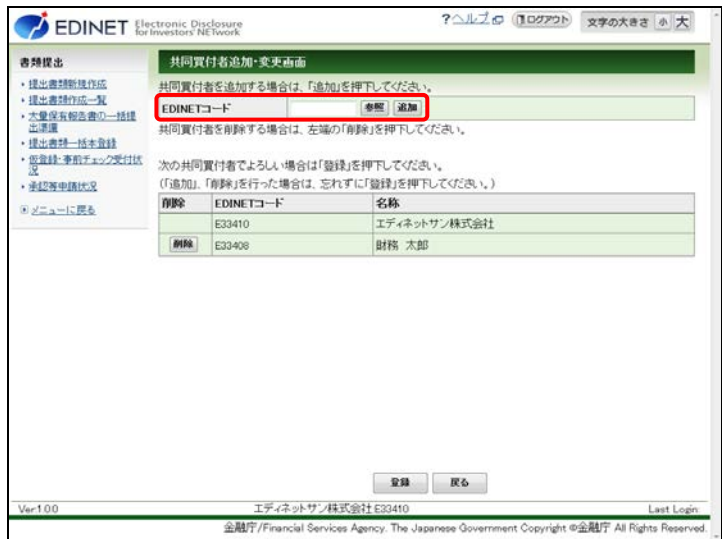 EDINET Electronic Disclosure for Investors' NETwork
?ヘルプ ログアウト 文字の大きさ 小 大
書類提出
・提出書類新規作成
・提出書類作成一覧
・大量保有報告書の一括提
出準備
・提出書類一括本登録
・仮登録・事前チェック受付状
況
・承認等申請状況
メニューに戻る
共同買付者追加・変更画面
共同買付者を追加する場合は、「追加」を押下してください。
EDINETコード 参照 追加
共同買付者を削除する場合は、左端の「削除」を押下してください。
次の共同買付者でよろしい場合は「登録」を押下してください。
(「追加」、「削除」を行った場合は、忘れずに「登録」を押下してください。)
削除 EDINETコード 名称
E33410 エディネットサン株式会社
削除 E33408 財務 太郎
登録 戻る
Ver1.00 エディネットサン株式会社 E33410 Last Login:
金融庁/Financial Services Agency. The Japanese Government Copyright ©金融庁 All Rights Reserved.